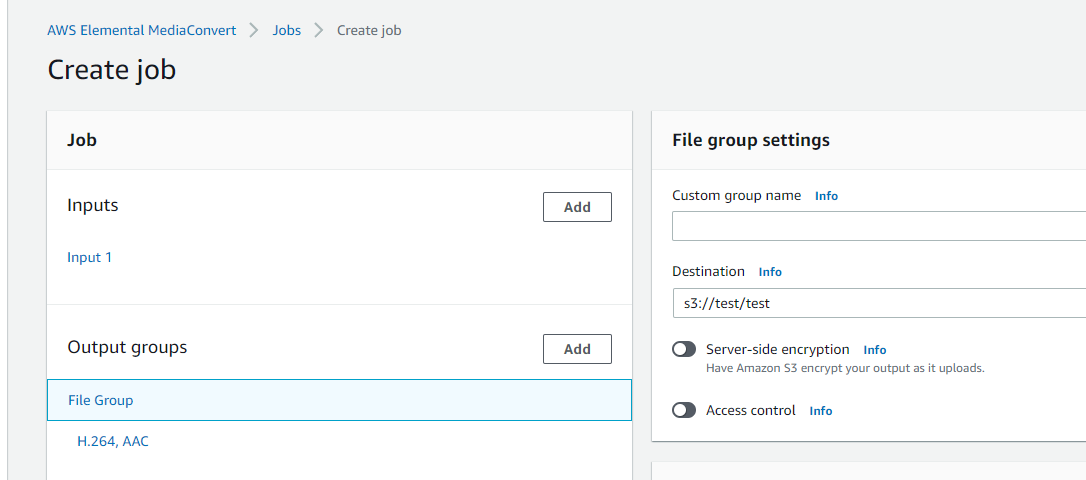 AWS Elemental MediaConvert > Jobs > Create job
Create job
Job
Inputs
Add
Input 1
Output groups
Add
File Group
H.264, AAC
File group settings
Custom group name Info
Destination Info
s3://test/test
Server-side encryption Info
Have Amazon S3 encrypt your output as it uploads.
Access control Info